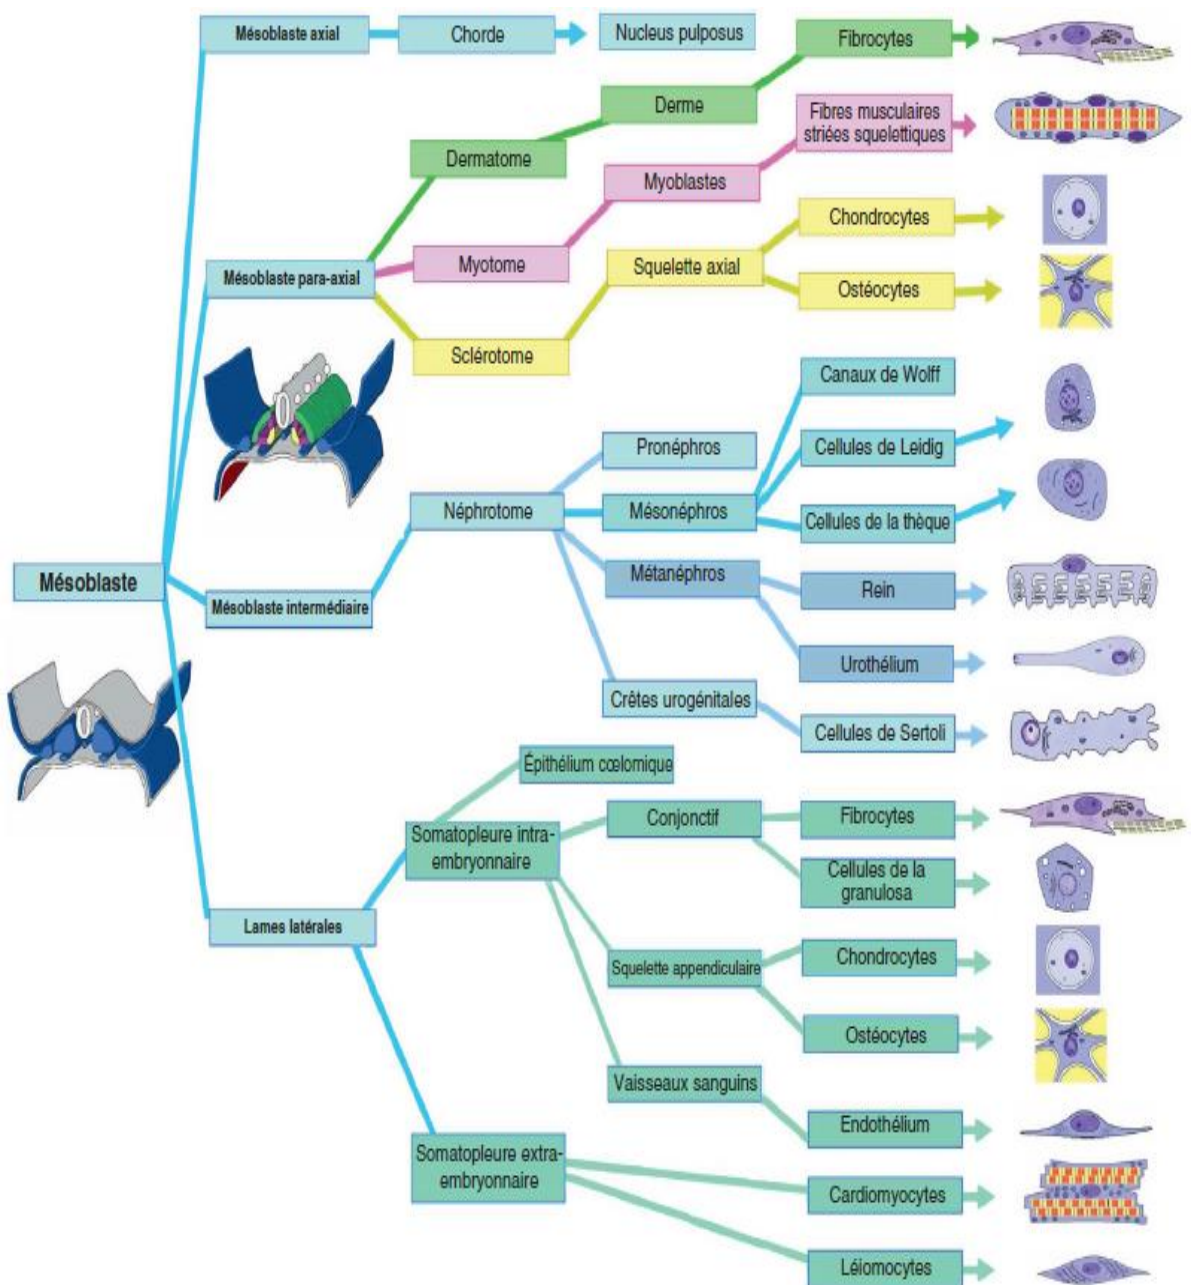 Mésoblaste axial
Chorde
Nucleus pulposus
Fibrocytes
Derme
Fibres musculaires
striées squelettiques
Dermatome
Myoblastes
Chondrocytes
Mésoblaste para-axial
Myotome
Squelette axial
Ostéocytes
Sclérotome
Canaux de Wolff
Pronéphros
Cellules de Leidig
Néphrotome
Mésonéphros
Cellules de la thèque
Mésoblaste
Mésoblaste intermédiaire
Métanéphros
Rein
Urothélium
Crêtes urogénitales
Cellules de Sertoli
Épithélium cœlomique
Somatopleure intra-
embryonnaire
Conjonctif
Fibrocytes
Cellules de la
granulosa
Lames latérales
Squelette appendiculaire
Chondrocytes
Ostéocytes
Vaisseaux sanguins
Endothélium
Somatopleure extra-
embryonnaire
Cardiomyocytes
Léiomocytes